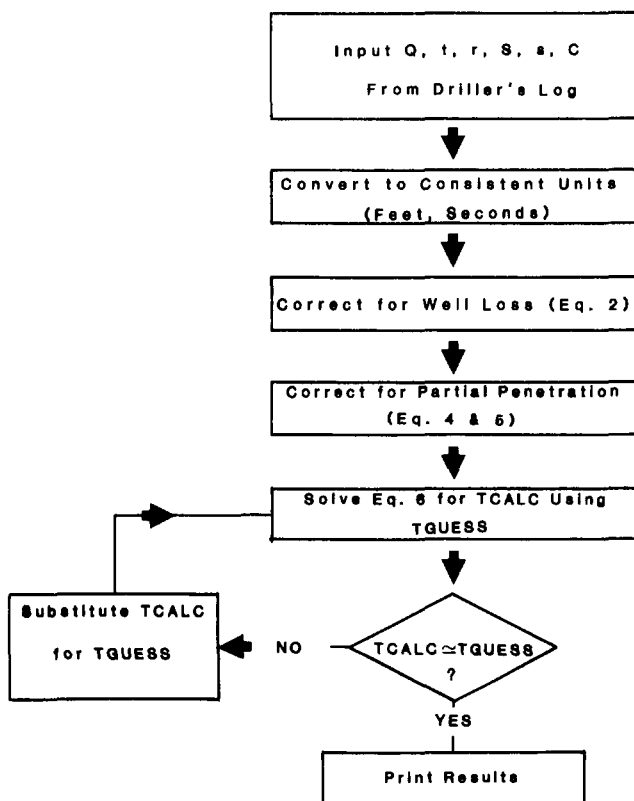 Input Q, t, r, S, s, C
From Driller's Log
Convert to Consistent Units
(Feet, Seconds)
Correct for Well Loss (Eq. 2)
Correct for Partial Penetration
(Eq. 4 & 5)
Solve Eq. 6 for TCALC Using
TGUESS
Substitute TCALC
for TGUESS
NO
TCALC≃TGUESS
?
YES
Print Results